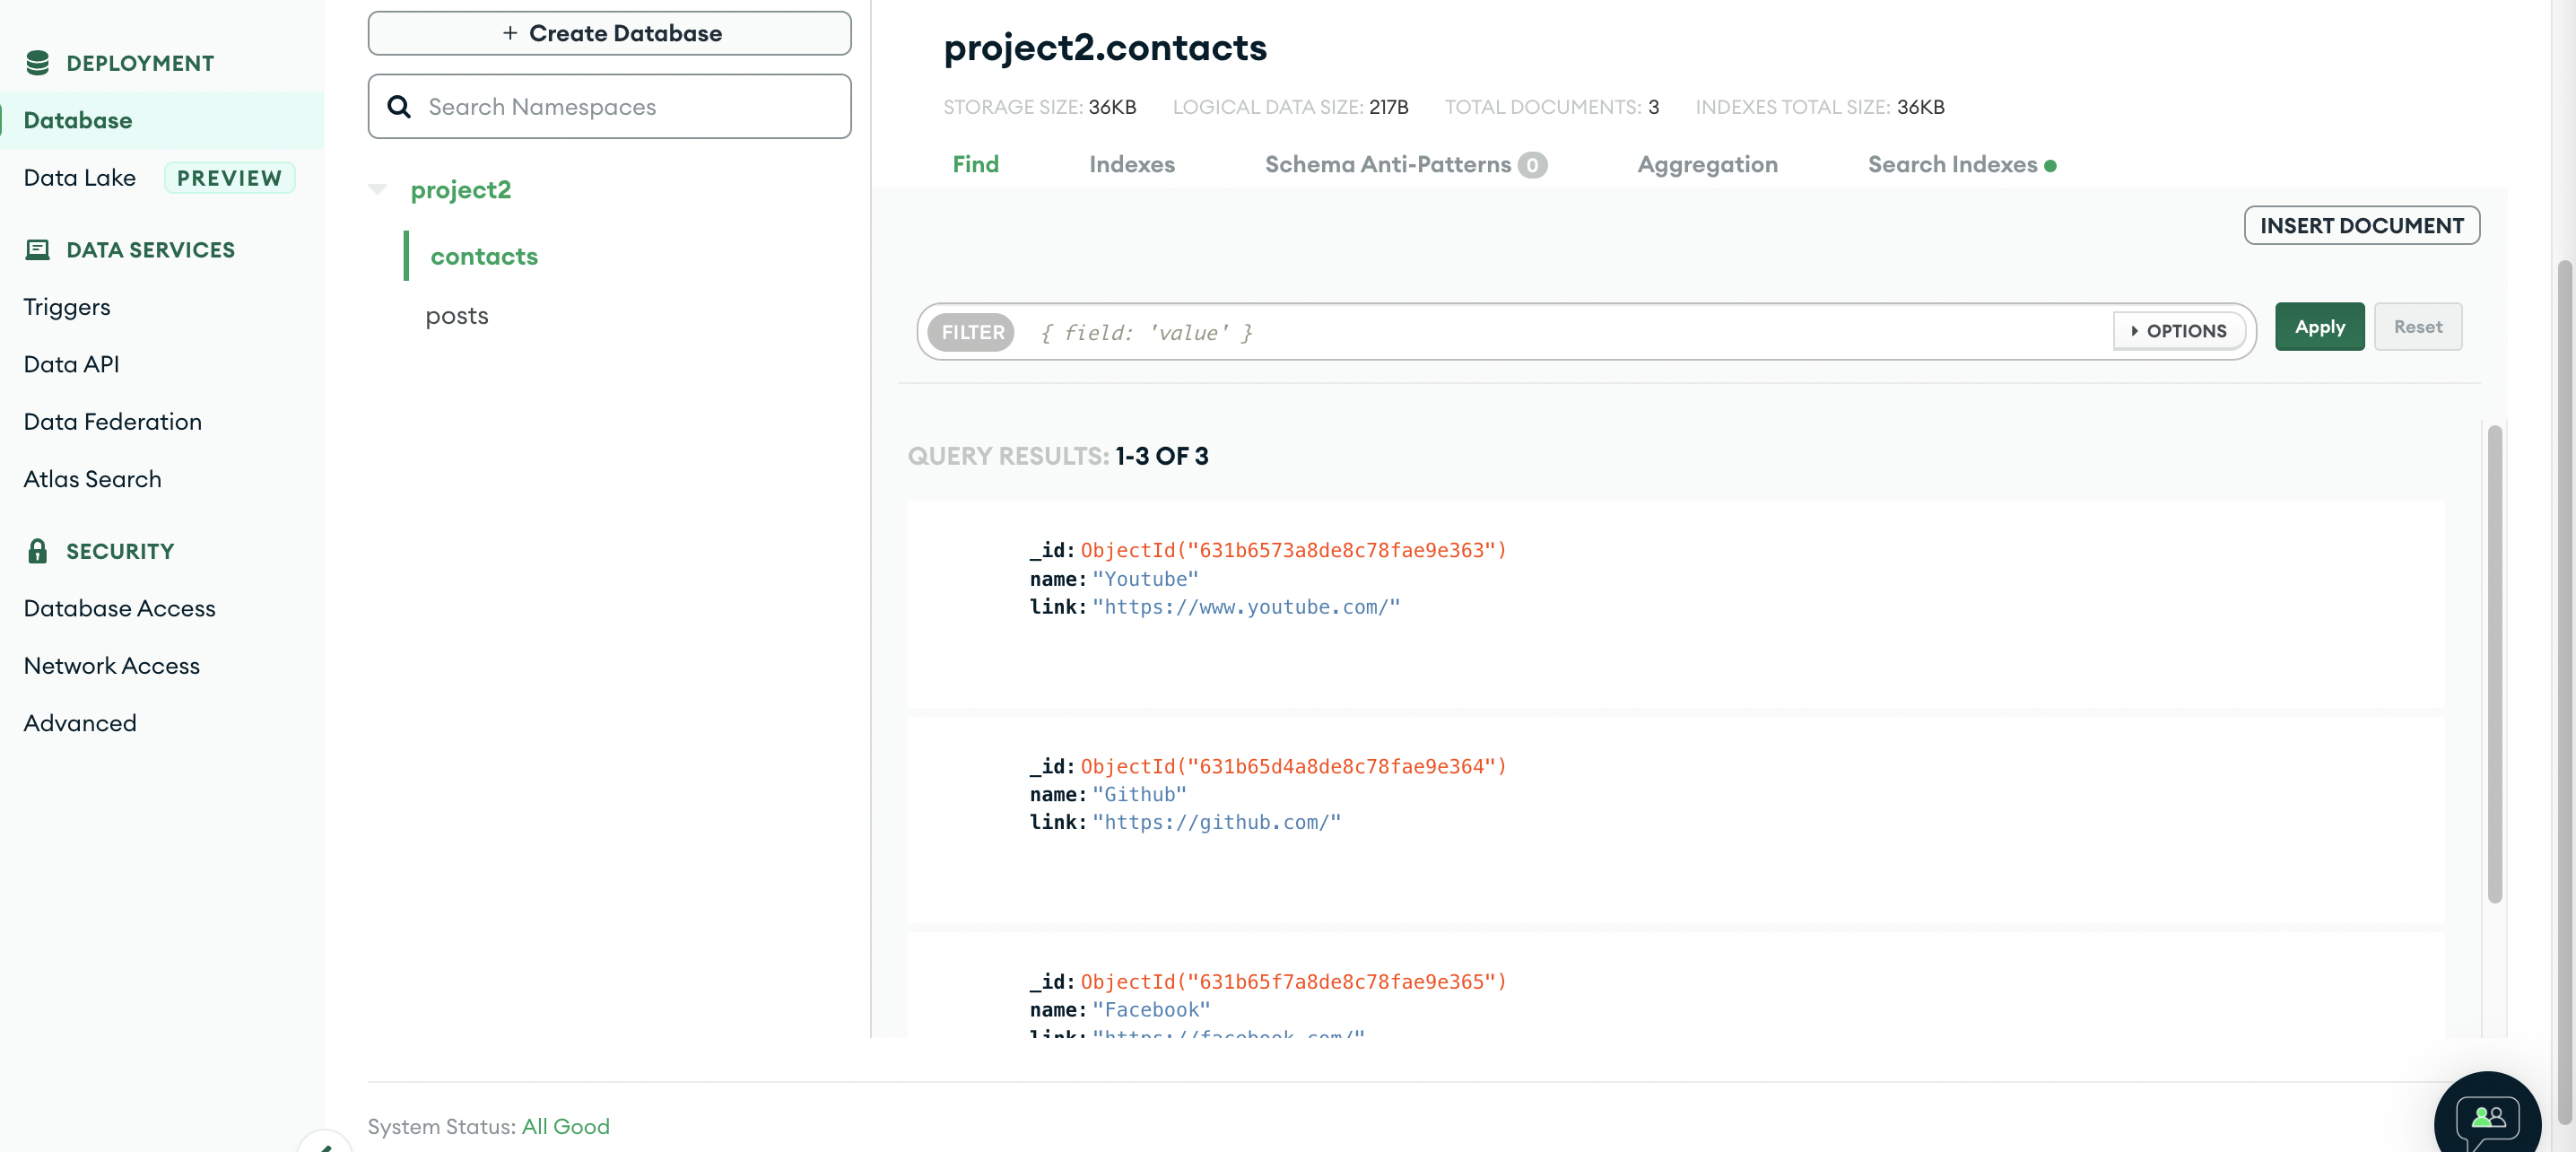 DEPLOYMENT
Database
Data Lake PREVIEW
DATA SERVICES
Triggers
Data API
Data Federation
Atlas Search
SECURITY
Database Access
Network Access
Advanced
+ Create Database
Search Namespaces
project2
contacts
posts
project2.contacts
STORAGE SIZE: 36KB LOGICAL DATA SIZE: 217B TOTAL DOCUMENTS: 3 INDEXES TOTAL SIZE: 36KB
Find Indexes Schema Anti-Patterns 0 Aggregation Search Indexes
INSERT DOCUMENT
FILTER { field: 'value' } OPTIONS Apply Reset
QUERY RESULTS: 1-3 OF 3
_id: ObjectId("631b6573a8de8c78fae9e363")
name: "Youtube"
link: "https://www.youtube.com/"
_id: ObjectId("631b65d4a8de8c78fae9e364")
name: "Github"
link: "https://github.com/"
_id: ObjectId("631b65f7a8de8c78fae9e365")
name: "Facebook"
link: "https://facebook.com/"
System Status: All Good